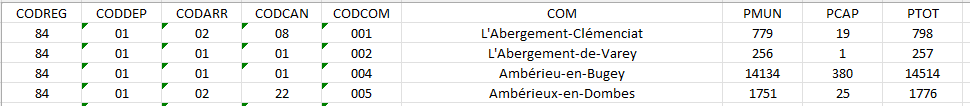 CODREG CODDEP CODARR CODCAN CODCOM COM PMUN PCAP PTOT
84 01 02 08 001 L'Abergement-Clémenciat 779 19 798
84 01 01 01 002 L'Abergement-de-Varey 256 1 257
84 01 01 01 004 Ambérieu-en-Bugey 14134 380 14514
84 01 02 22 005 Ambérieux-en-Dombes 1751 25 1776